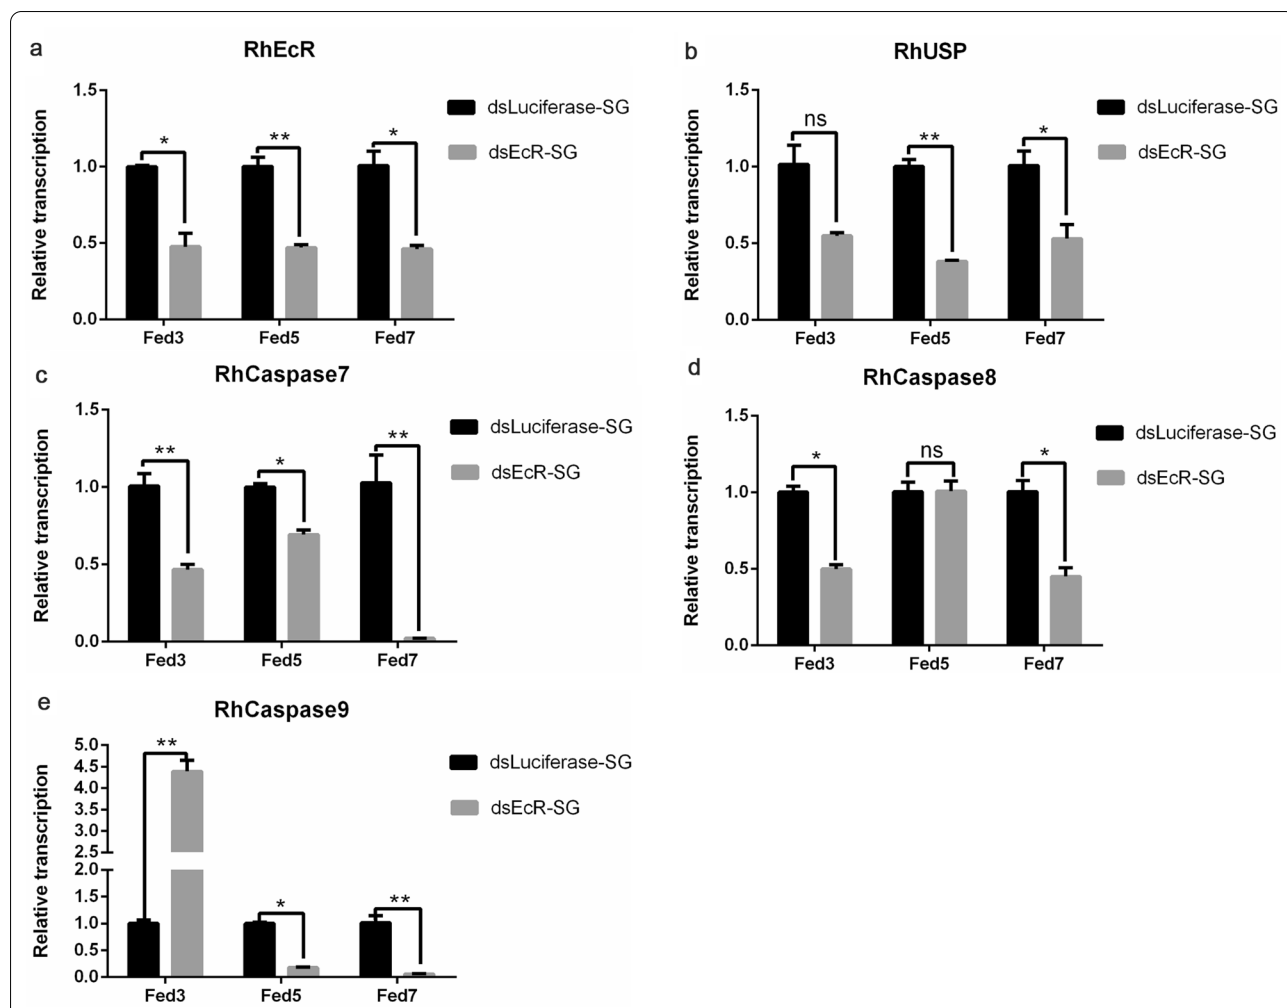 a
RhEcR
Relative transcription
1.5
1.0
0.5
0.0
*
**
*
Fed3 Fed5 Fed7
dsLuciferase-SG
dsEcR-SG
b
RhUSP
Relative transcription
1.5
1.0
0.5
0.0
ns
**
*
Fed3 Fed5 Fed7
dsLuciferase-SG
dsEcR-SG
c
RhCaspase7
Relative transcription
1.5
1.0
0.5
0.0
**
*
**
Fed3 Fed5 Fed7
dsLuciferase-SG
dsEcR-SG
d
RhCaspase8
Relative transcription
1.5
1.0
0.5
0.0
*
ns
*
Fed3 Fed5 Fed7
dsLuciferase-SG
dsEcR-SG
e
RhCaspase9
Relative transcription
5.0
4.5
4.0
3.5
3.0
2.5
2.0
1.5
1.0
0.5
0.0
**
*
**
Fed3 Fed5 Fed7
dsLuciferase-SG
dsEcR-SG